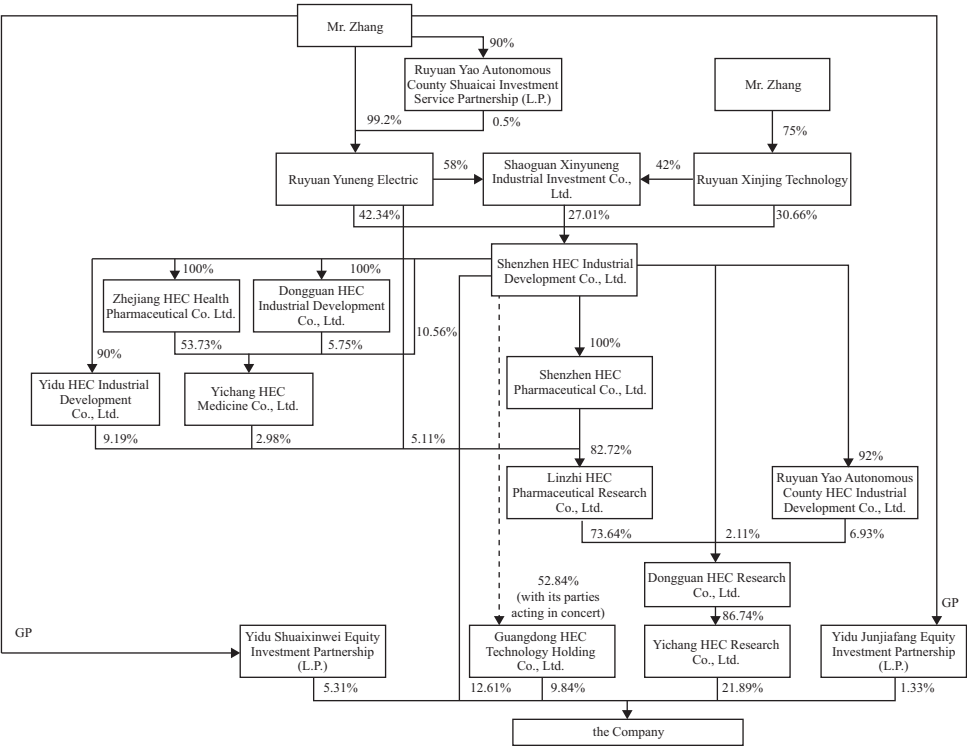 Mr. Zhang
90%
Ruyuan Yao Autonomous
County Shuaicai Investment
Service Partnership (L.P.)
Mr. Zhang
99.2%
0.5%
75%
Ruyuan Yuneng Electric
58%
Shaoguan Xinyuneng
Industrial Investment Co.,
Ltd.
42%
Ruyuan Xinjing Technology
42.34%
27.01%
30.66%
Shenzhen HEC Industrial
Development Co., Ltd.
100%
100%
Zhejiang HEC Health
Pharmaceutical Co. Ltd.
Dongguan HEC
Industrial Development
Co., Ltd.
10.56%
53.73%
5.75%
100%
90%
Yidu HEC Industrial
Development
Co., Ltd.
Yichang HEC
Medicine Co., Ltd.
Shenzhen HEC
Pharmaceutical Co., Ltd.
9.19%
2.98%
5.11%
82.72%
92%
Linzhi HEC
Pharmaceutical Research
Co., Ltd.
Ruyuan Yao Autonomous
County HEC Industrial
Development Co., Ltd.
73.64%
2.11%
6.93%
Dongguan HEC Research
Co., Ltd.
52.84%
(with its parties
acting in concert)
86.74%
GP
GP
Yidu Shuaixinwei Equity
Investment Partnership
(L.P.)
Guangdong HEC
Technology Holding
Co., Ltd.
Yichang HEC Research
Co., Ltd.
Yidu Junjiafang Equity
Investment Partnership
(L.P.)
5.31%
12.61%
9.84%
21.89%
1.33%
the Company